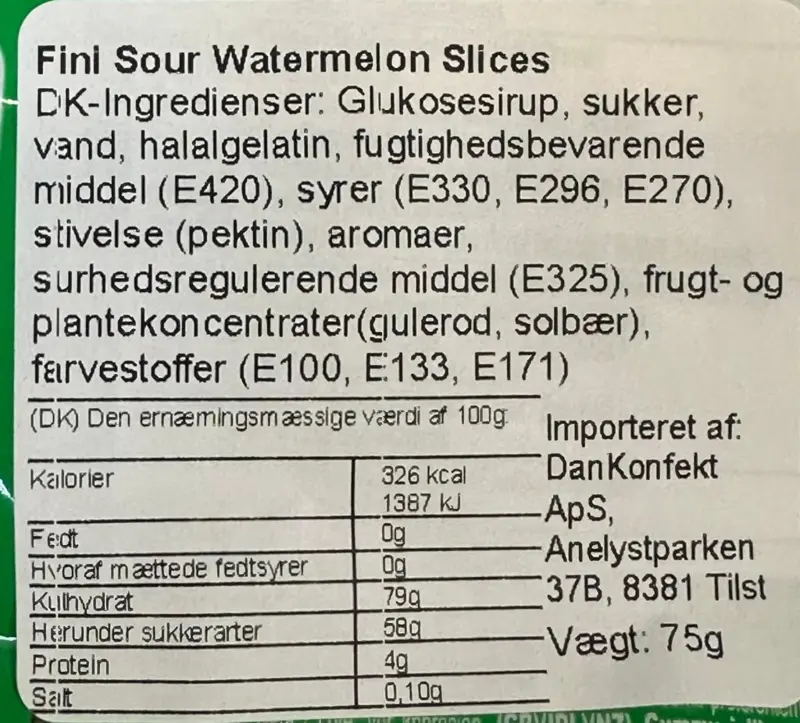 Fini Sour Watermelon Slices
DK-Ingredienser: Glukosesirup, sukker,
vand, halalgelatin, fugtighedsbevarende
middel (E420), syrer (E330, E296, E270),
stivelse (pektin), aromaer,
surhedsregulerende middel (E325), frugt- og
plantekoncentrater(gulerod, solbær),
farvestoffer (E100, E133, E171)
(DK) Den ernæmingsmæssige værdi af 100g
Kalorier 326 kcal
1387 kJ
Fedt 0g
Hvoraf mættede fedtsyrer 0g
Kulhydrat 79g
Herunder sukkerarter 58g
Protein 4g
Salt 0,10g
Importeret af:
DanKonfekt
ApS,
Anelystparken
37B, 8381 Tilst
Vægt: 75g